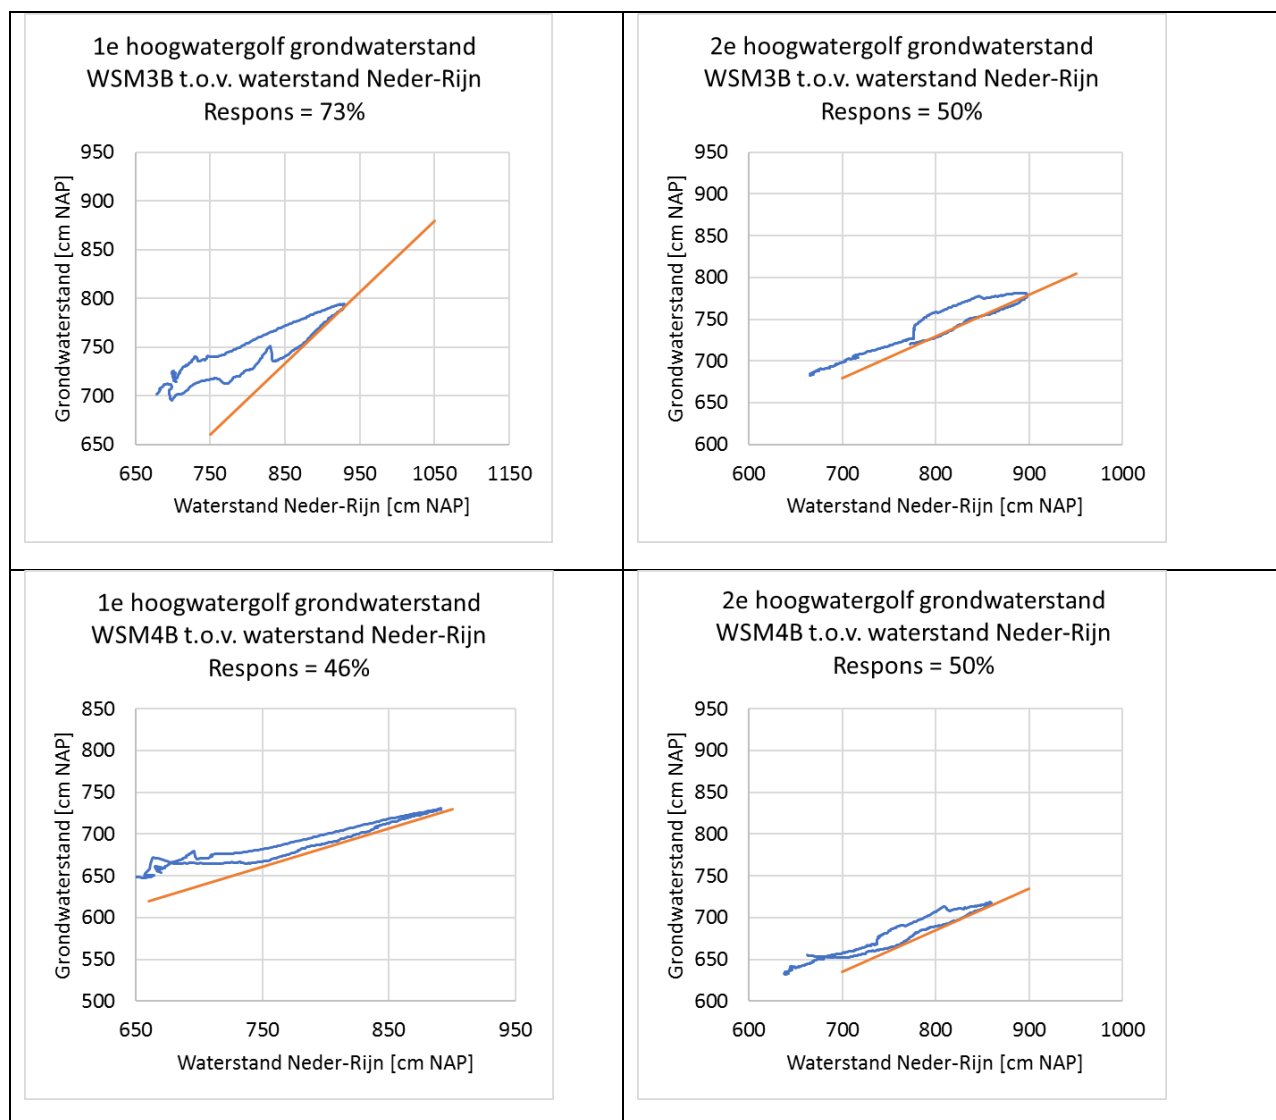 1e hoogwatergolf grondwaterstand
WSM3B t.o.v. waterstand Neder-Rijn
Respons = 73%
Grondwaterstand [cm NAP]
950
900
850
800
750
700
650
650 750 850 950 1050 1150
Waterstand Neder-Rijn [cm NAP]
2e hoogwatergolf grondwaterstand
WSM3B t.o.v. waterstand Neder-Rijn
Respons = 50%
Grondwaterstand [cm NAP]
950
900
850
800
750
700
650
600
600 700 800 900 1000
Waterstand Neder-Rijn [cm NAP]
1e hoogwatergolf grondwaterstand
WSM4B t.o.v. waterstand Neder-Rijn
Respons = 46%
Grondwaterstand [cm NAP]
850
800
750
700
650
600
550
500
650 750 850 950
Waterstand Neder-Rijn [cm NAP]
2e hoogwatergolf grondwaterstand
WSM4B t.o.v. waterstand Neder-Rijn
Respons = 50%
Grondwaterstand [cm NAP]
950
900
850
800
750
700
650
600
600 700 800 900 1000
Waterstand Neder-Rijn [cm NAP]